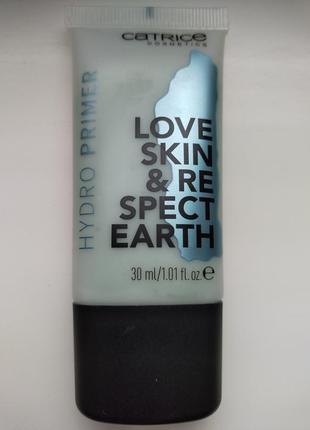 CATRICE
COSMETICS
HYDRO PRIMER
LOVE
SKIN
& RE
SPECT
EARTH
30 ml/1.01 fl.oz.℮